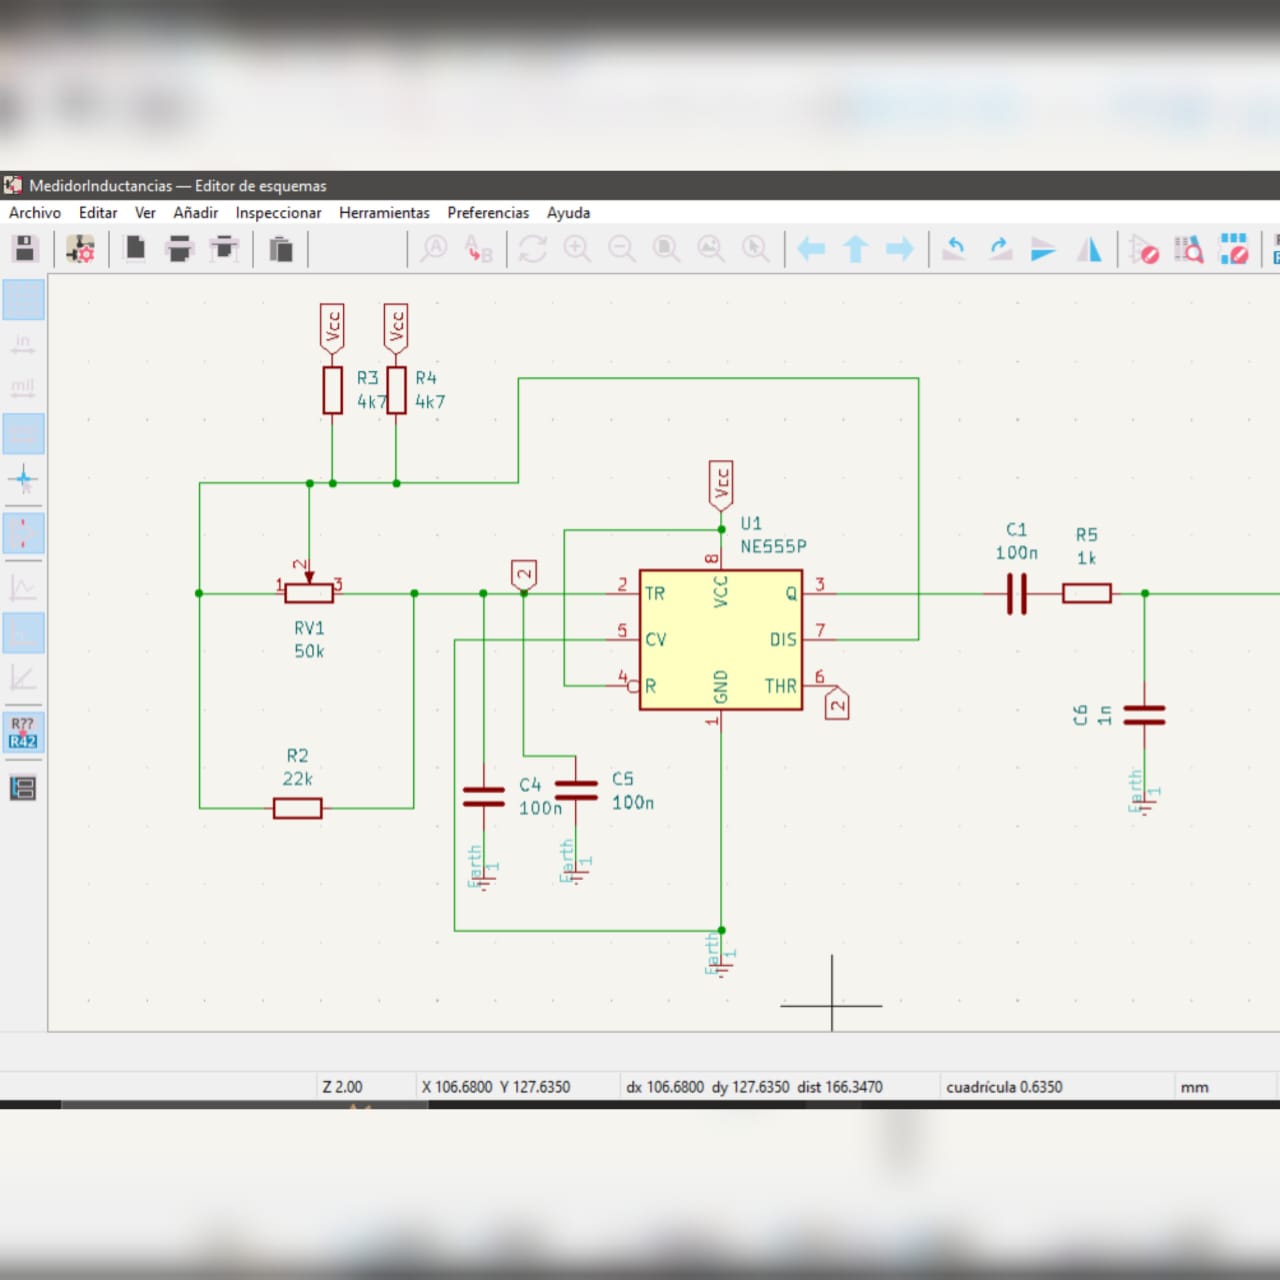 MedidorInductancias — Editor de esquemas
Archivo Editar Ver Añadir Inspeccionar Herramientas Preferencias Ayuda
A
A B
in
mil
R??
R42
Vcc Vcc
R3 R4
4k7 4k7
Vcc
U1
NE555P
8
C1
100n
R5
1k
2
1 3
RV1
50k
2
2 TR VCC Q 3
5 CV DIS 7
4 R GND THR 6
1
2
R2
22k
C4
100n
C5
100n
C6
1n
Earth 1
Earth 1
Earth 1
Earth 1
Z 2.00 X 106.6800 Y 127.6350 dx 106.6800 dy 127.6350 dist 166.3470 cuadrícula 0.6350 mm